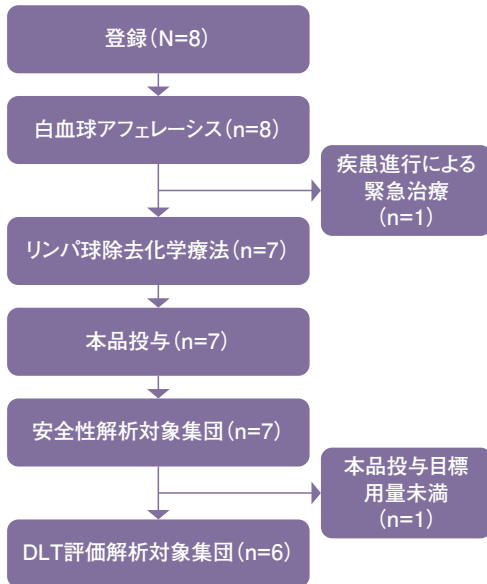 登録(N=8)
白血球アフェレーシス(n=8)
疾患進行による
緊急治療
(n=1)
リンパ球除去化学療法(n=7)
本品投与(n=7)
安全性解析対象集団(n=7)
本品投与目標
用量未満
(n=1)
DLT評価解析対象集団(n=6)